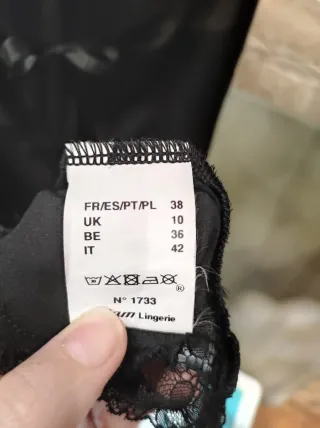 FR/ES/PT/PL 38
UK 10
BE 36
IT 42
®
N° 1733
Lingerie